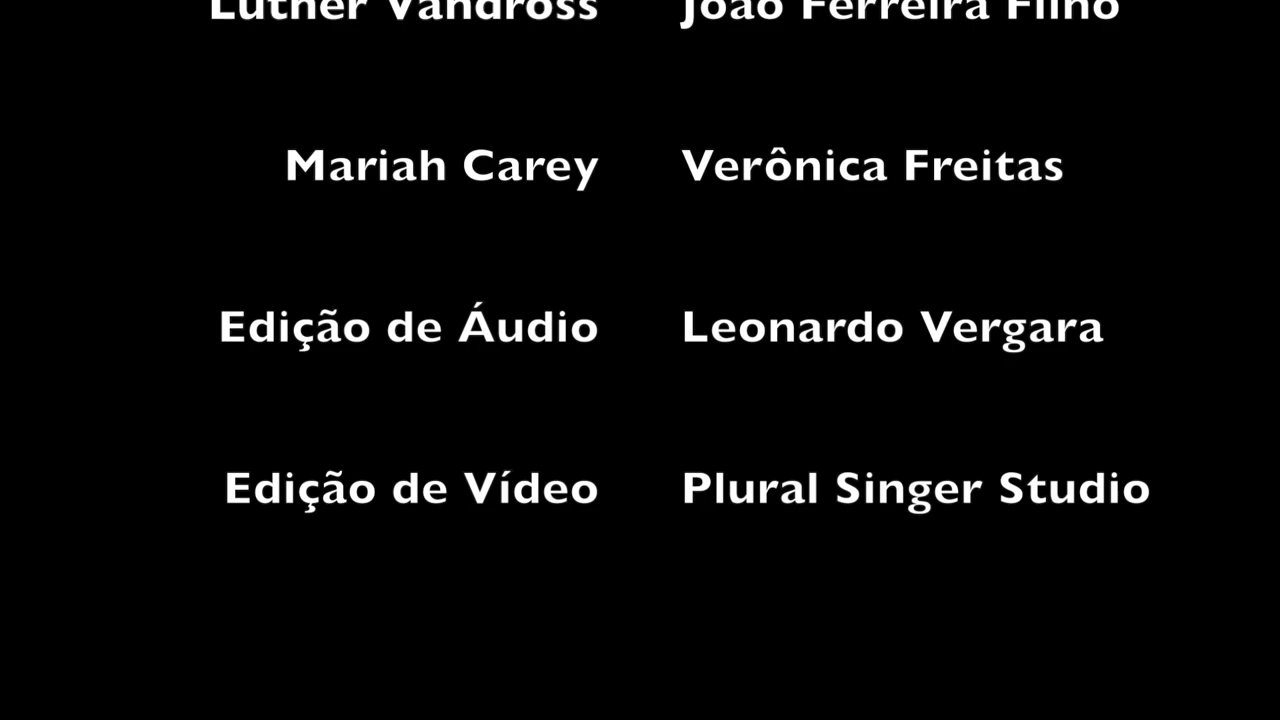 Luther Vandross João Ferreira Filho
Mariah Carey Verônica Freitas
Edição de Áudio Leonardo Vergara
Edição de Vídeo Plural Singer Studio